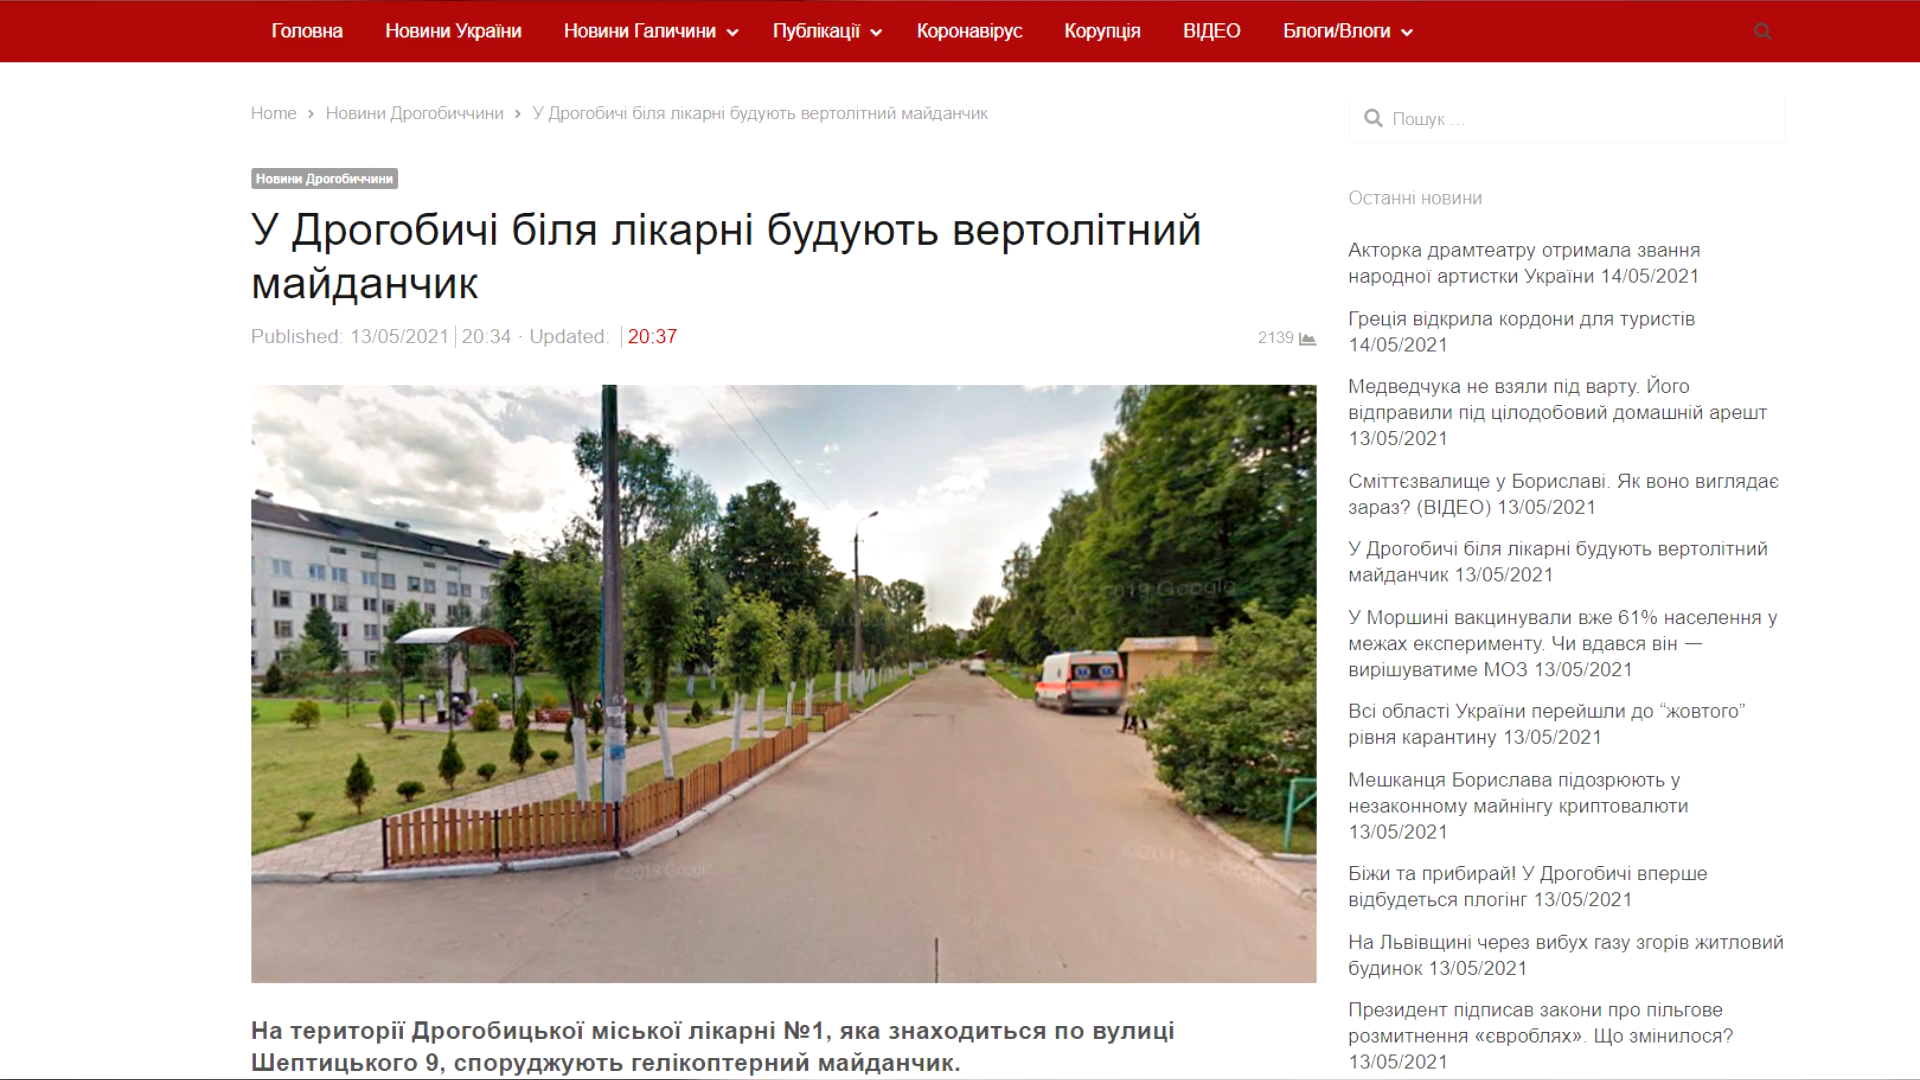 Головна Новини України Новини Галичини Публікації Коронавірус Корупція ВІДЕО Блоги/Влоги
Home › Новини Дрогобиччини › У Дрогобичі біля лікарні будують вертолітний майданчик
Новини Дрогобиччини
У Дрогобичі біля лікарні будують вертолітний
майданчик
Published: 13/05/2021 20:34 · Updated: 20:37
2139
©2019 Google
На території Дрогобицької міської лікарні №1, яка знаходиться по вулиці
Шептицького 9, споруджують гелікоптерний майданчик.
Пошук …
Останні новини
Акторка драмтеатру отримала звання
народної артистки України 14/05/2021
Греція відкрила кордони для туристів
14/05/2021
Медведчука не взяли під варту. Його
відправили під цілодобовий домашній арешт
13/05/2021
Сміттєзвалище у Бориславі. Як воно виглядає
зараз? (ВІДЕО) 13/05/2021
У Дрогобичі біля лікарні будують вертолітний
майданчик 13/05/2021
У Моршині вакцинували вже 61% населення у
межах експерименту. Чи вдався він —
вирішуватиме МОЗ 13/05/2021
Всі області України перейшли до “жовтого”
рівня карантину 13/05/2021
Мешканця Борислава підозрюють у
незаконному майнінгу криптовалюти
13/05/2021
Біжи та прибирай! У Дрогобичі вперше
відбудеться плогінг 13/05/2021
На Львівщині через вибух газу згорів житловий
будинок 13/05/2021
Президент підписав закони про пільгове
розмитнення «євроблях». Що змінилося?
13/05/2021